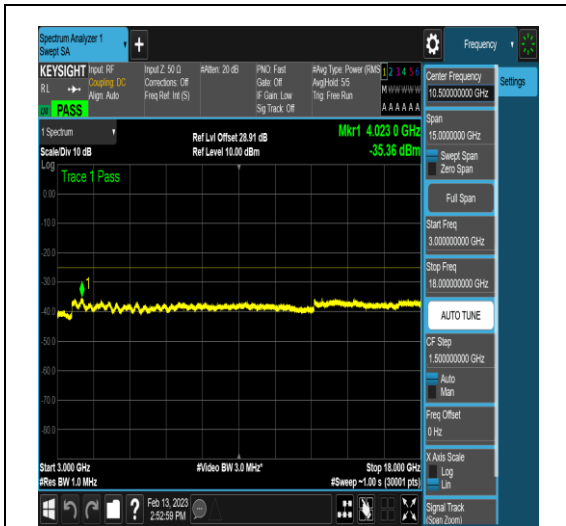 Spectrum Analyzer 1
Swept SA
+
Frequency
KEYSIGHT
RL
PASS
Input: RF
Coupling: DC
Align: Auto
Input Z: 50 Ω
Corrections: Off
Freq Ref: Int (S)
#Atten: 20 dB
PNO: Fast
Gate: Off
IF Gain: Low
Sig Track: Off
#Avg Type: Power (RMS
Avg|Hold: 5/5
Trig: Free Run
1 2 3 4 5 6
M W W W W W
A A A A A A
1 Spectrum
Scale/Div 10 dB
Ref Lvl Offset 28.91 dB
Ref Level 10.00 dBm
Mkr1 4.023 0 GHz
-35.36 dBm
Log
Trace 1 Pass
0.00
-10.0
-20.0
-30.0
1
-40.0
-50.0
-60.0
-70.0
-80.0
Start 3.000 GHz
#Res BW 1.0 MHz
#Video BW 3.0 MHz*
Stop 18.000 GHz
#Sweep ~1.00 s (30001 pts)
Center Frequency
10.500000000 GHz
Settings
Span
15.0000000 GHz
Swept Span
Zero Span
Full Span
Start Freq
3.000000000 GHz
Stop Freq
18.000000000 GHz
AUTO TUNE
CF Step
1.500000000 GHz
Auto
Man
Freq Offset
0 Hz
X Axis Scale
Log
Lin
Signal Track
(Span Zoom)
?
Feb 13, 2023
2:52:59 PM